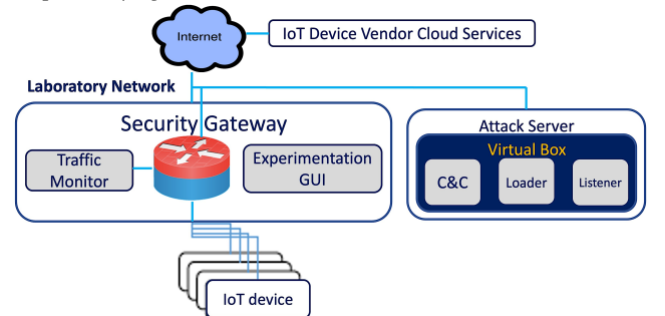 Internet
IoT Device Vendor Cloud Services
Laboratory Network
Security Gateway
Traffic
Monitor
Experimentation
GUI
Attack Server
Virtual Box
C&C
Loader
Listener
IoT device